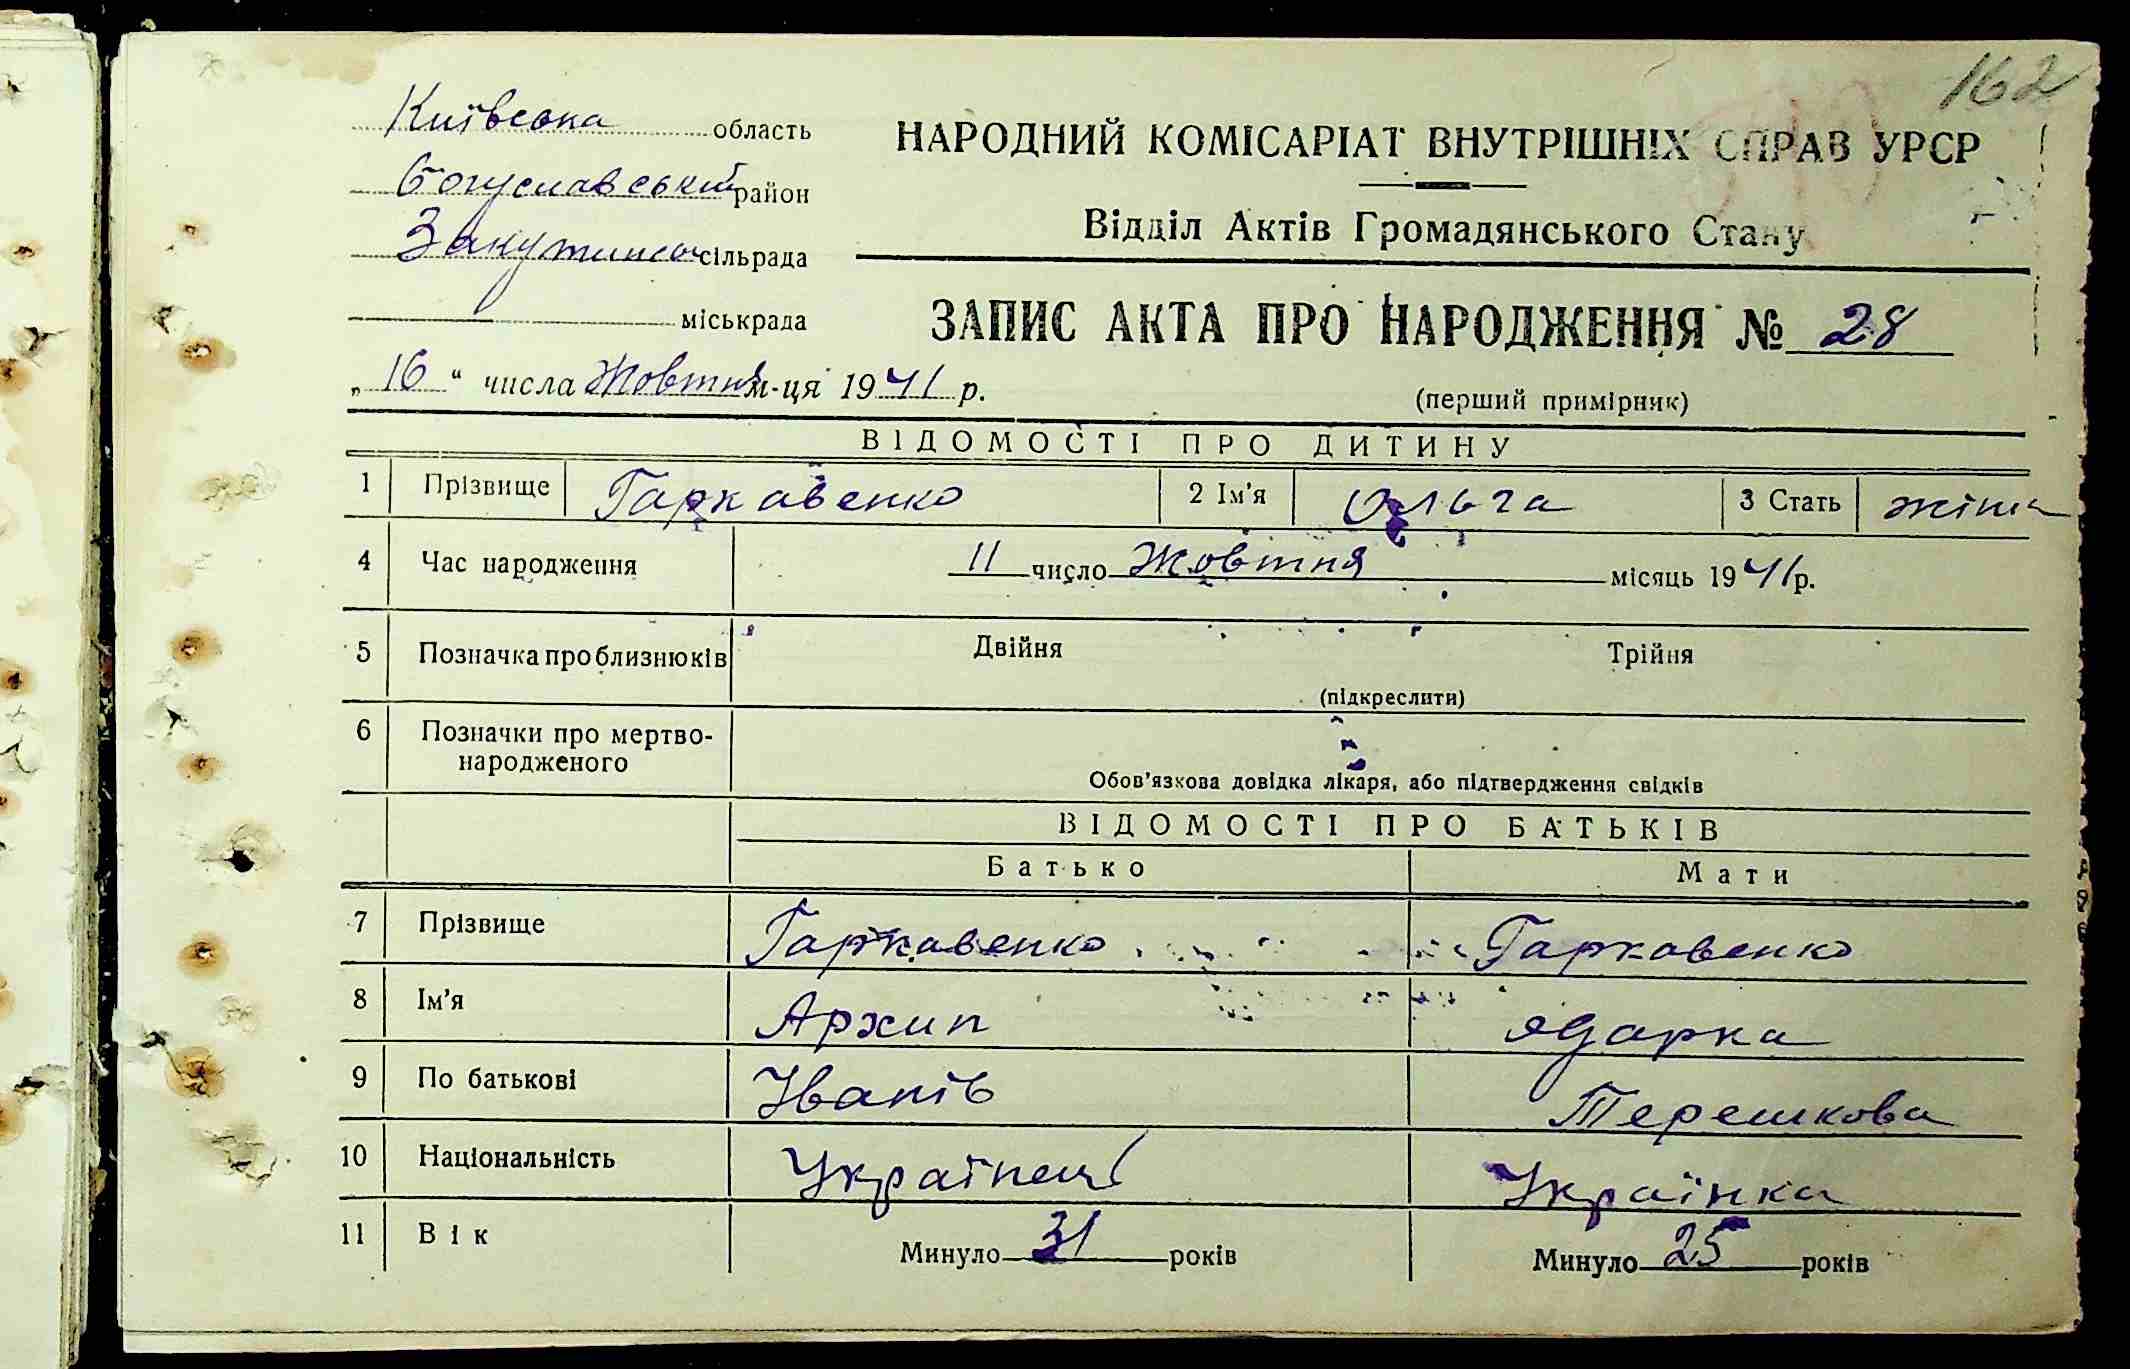 162
Київська область
Богуславський район
сільрада
міськрада
НАРОДНИЙ КОМІСАРІАТ ВНУТРІШНІХ СПРАВ УРСР
Відділ Актів Громадянського Стану
ЗАПИС АКТА ПРО НАРОДЖЕННЯ № 28
„16“ числа Жовтня м-ця 1941 р.
(перший примірник)
ВІДОМОСТІ ПРО ДИТИНУ
1 Прізвище Гаркавенко 2 Ім'я Ольга 3 Стать жіноч
4 Час народження 11 число Жовтня місяць 1941 р.
5 Позначка про близнюків Двійня Трійня
(підкреслити)
6 Позначки про мертво-
народженого
Обов'язкова довідка лікаря, або підтвердження свідків
ВІДОМОСТІ ПРО БАТЬКІВ
Батько Мати
7 Прізвище Гаркавенко Гаркавенко
8 Ім'я Архип Одарка
9 По батькові Іванів Терешкова
10 Національність Українець Українка
11 Вік Минуло 31 років Минуло 25 років